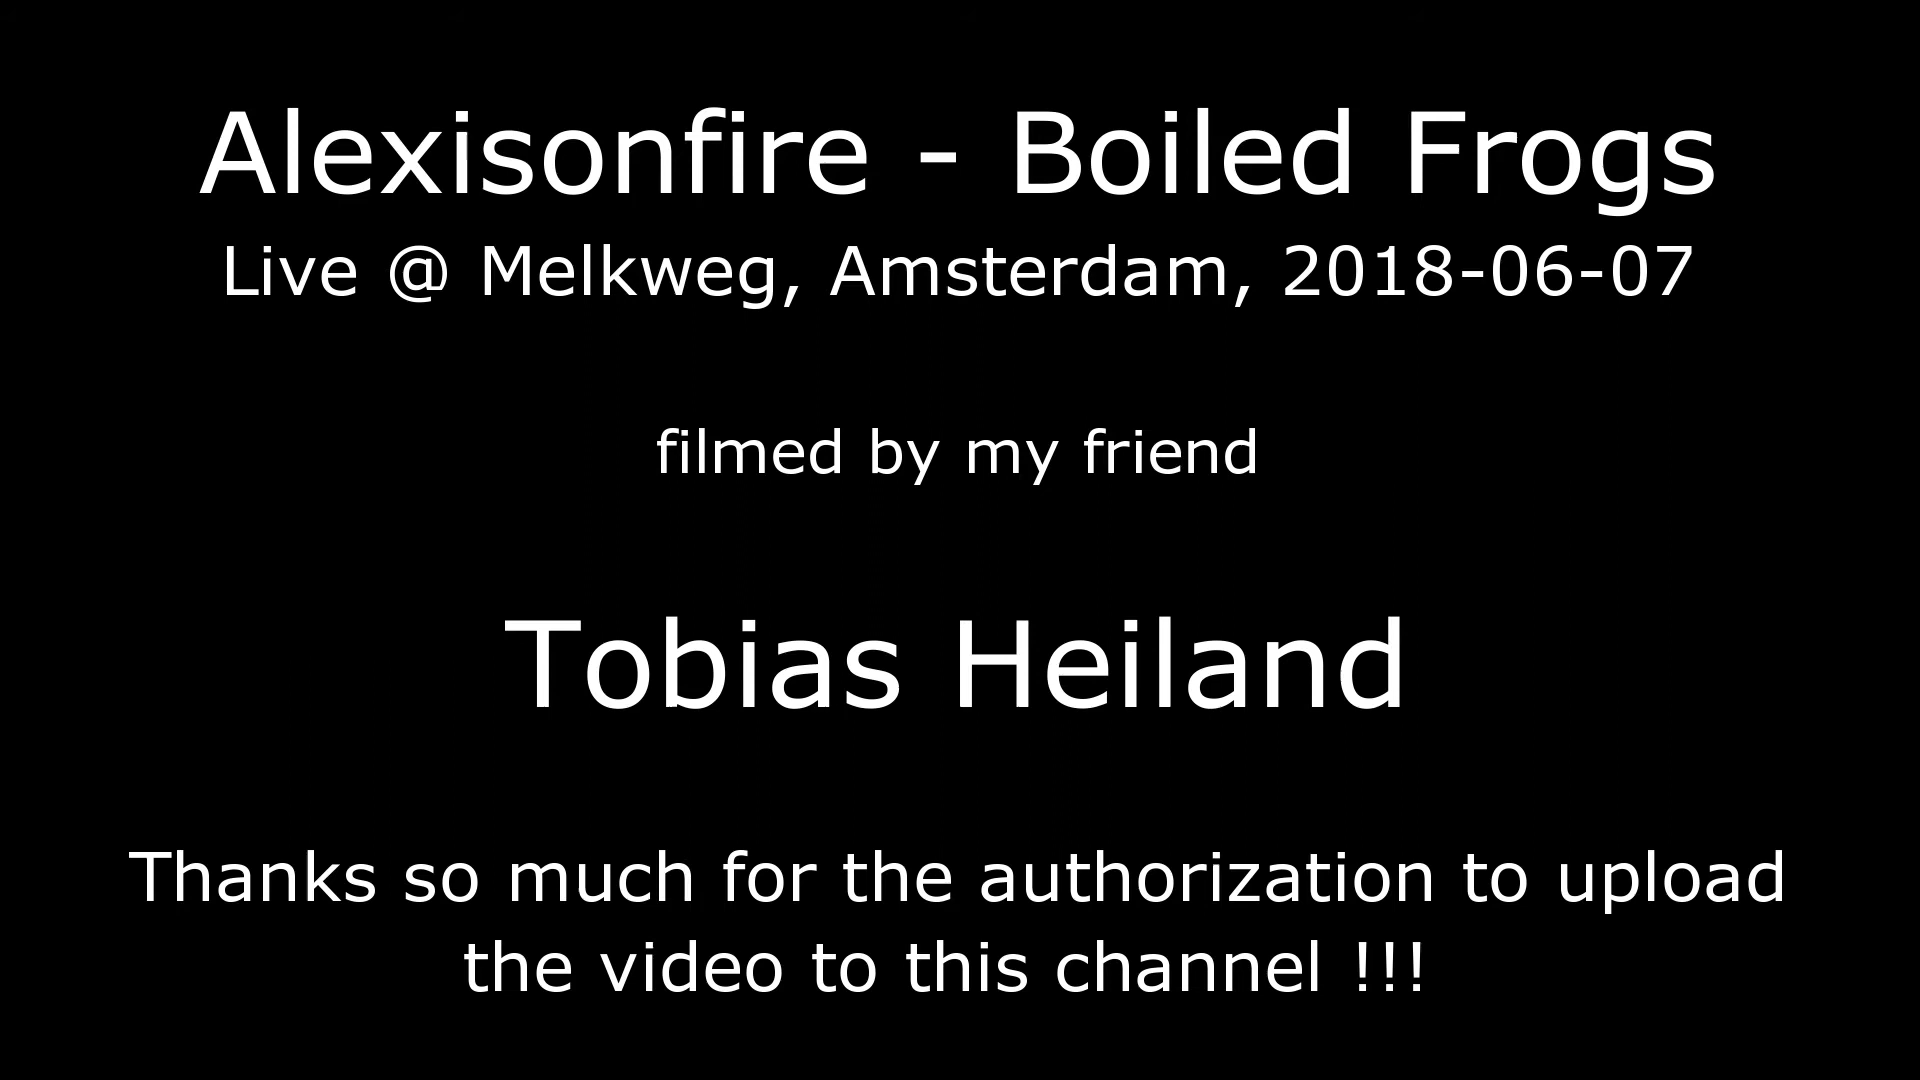 Alexisonfire - Boiled Frogs
Live @ Melkweg, Amsterdam, 2018-06-07
filmed by my friend
Tobias Heiland
Thanks so much for the authorization to upload
the video to this channel !!!